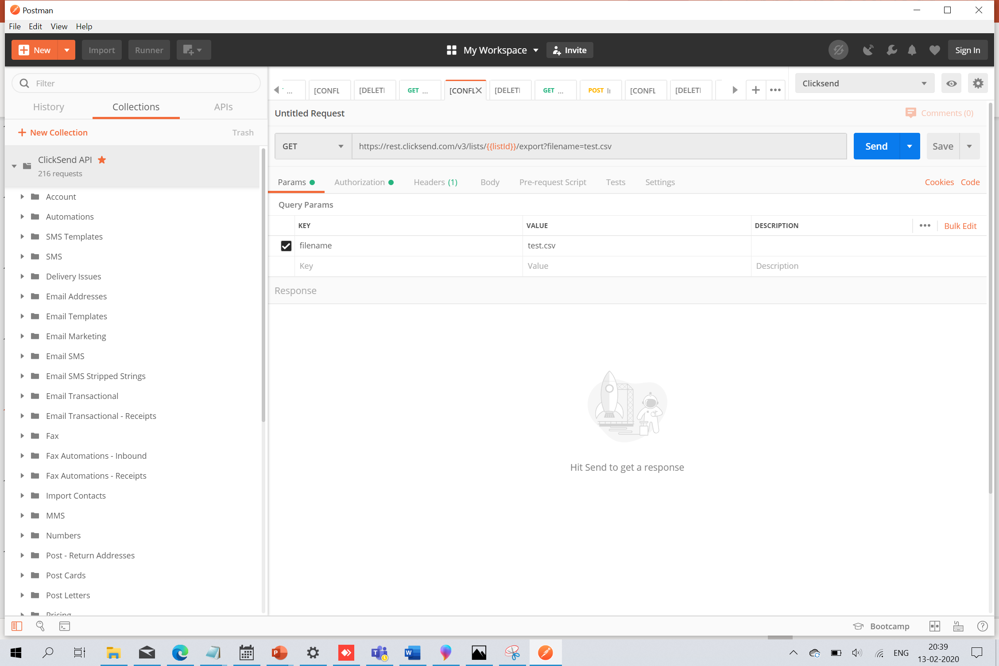 Postman
File Edit View Help
New Import Runner My Workspace Invite Sign In
Filter
History Collections APIs
New Collection Trash
ClickSend API
216 requests
Account
Automations
SMS Templates
SMS
Delivery Issues
Email Addresses
Email Templates
Email Marketing
Email SMS
Email SMS Stripped Strings
Email Transactional
Email Transactional - Receipts
Fax
Fax Automations - Inbound
Fax Automations - Receipts
Import Contacts
MMS
Numbers
Post - Return Addresses
Post Cards
Post Letters
Pricing
... [CONFL [DELETI GET ... [CONFL [DELETI GET ... POST [CONFL [DELETI
Clicksend
Untitled Request Comments (0)
GET https://rest.clicksend.com/v3/lists/{{listId}}/export?filename=test.csv Send Save
Params Authorization Headers (1) Body Pre-request Script Tests Settings Cookies Code
Query Params
KEY VALUE DESCRIPTION Bulk Edit
filename test.csv
Key Value Description
Response
Hit Send to get a response
Bootcamp
ENG
20:39
13-02-2020